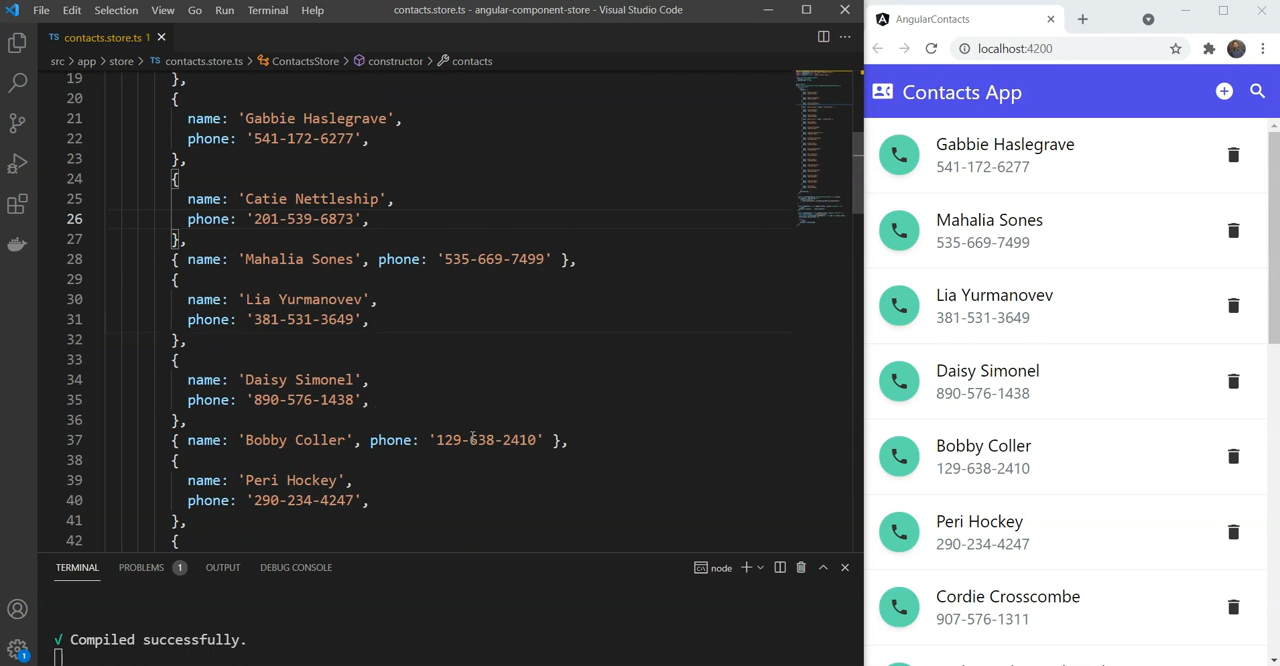 File Edit Selection View Go Run Terminal Help contacts.store.ts - angular-component-store - Visual Studio Code
TS contacts.store.ts 1
src > app > store > TS contacts.store.ts > ContactsStore > constructor > contacts
19 },
20 {
21 name: 'Gabbie Haslegrave',
22 phone: '541-172-6277',
23 },
24 {
25 name: 'Catie Nettleship',
26 phone: '201-539-6873',
27 },
28 { name: 'Mahalia Sones', phone: '535-669-7499' },
29 {
30 name: 'Lia Yurmanovev',
31 phone: '381-531-3649',
32 },
33 {
34 name: 'Daisy Simonel',
35 phone: '890-576-1438',
36 },
37 { name: 'Bobby Coller', phone: '129-638-2410' },
38 {
39 name: 'Peri Hockey',
40 phone: '290-234-4247',
41 },
42 {
TERMINAL PROBLEMS 1 OUTPUT DEBUG CONSOLE node
√ Compiled successfully.
1
AngularContacts
localhost:4200
Contacts App
Gabbie Haslegrave
541-172-6277
Mahalia Sones
535-669-7499
Lia Yurmanovev
381-531-3649
Daisy Simonel
890-576-1438
Bobby Coller
129-638-2410
Peri Hockey
290-234-4247
Cordie Crosscombe
907-576-1311